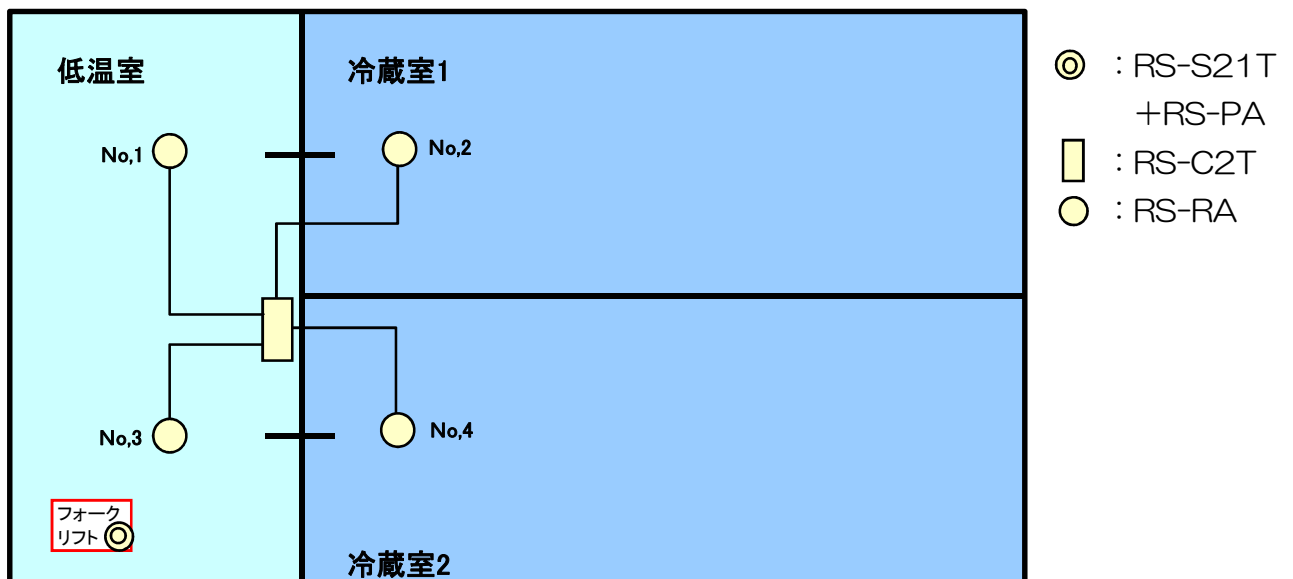 低温室
冷蔵室1
No,1
No,2
No,3
No,4
フォーク
リフト
冷蔵室2
：RS-S21T
＋RS-PA
：RS-C2T
：RS-RA